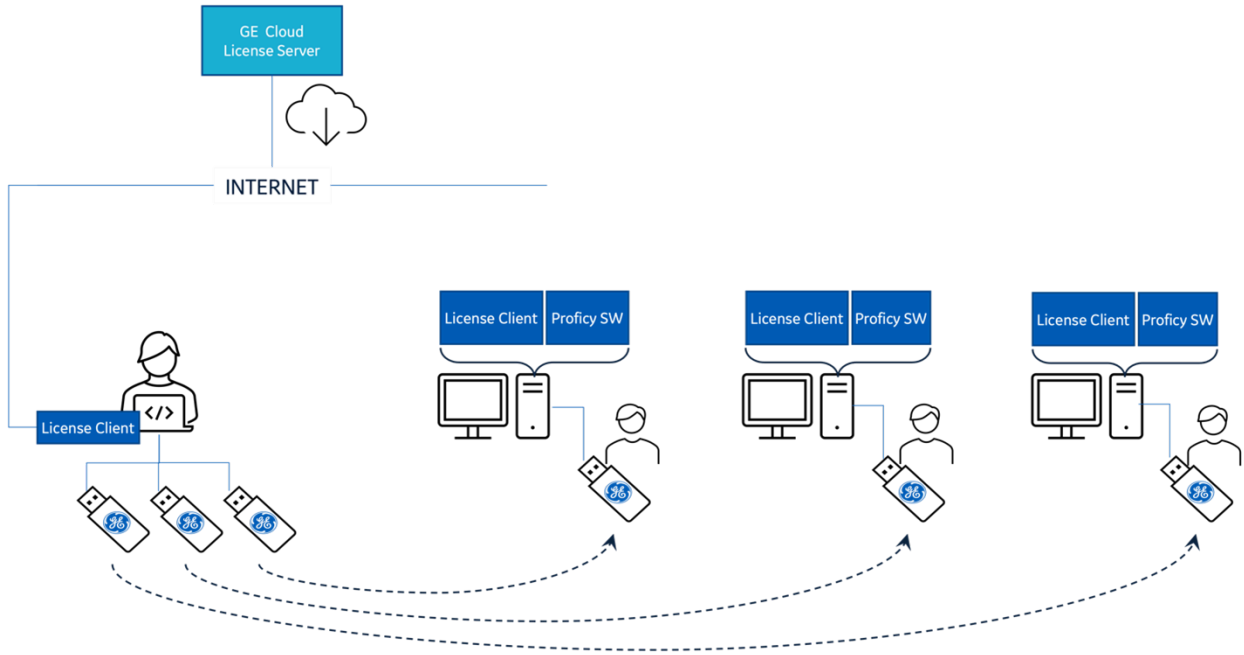 GE Cloud
License Server
INTERNET
License Client
Proficy SW
License Client
Proficy SW
License Client
Proficy SW
</>
License Client